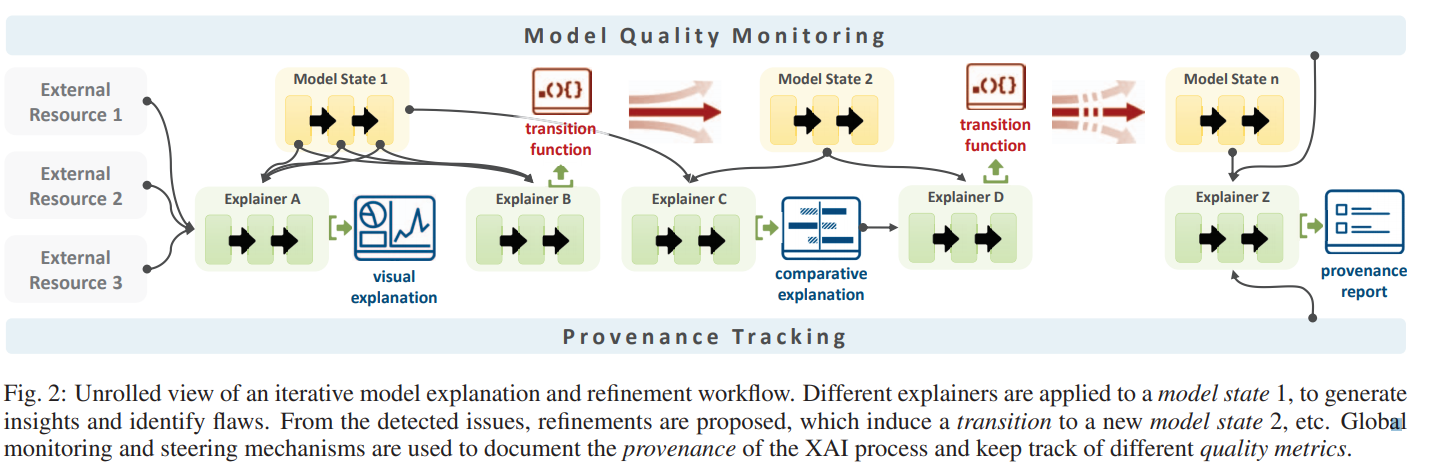 Model Quality Monitoring
External
Resource 1
External
Resource 2
External
Resource 3
Model State 1
.(){}
transition
function
Model State 2
.(){}
transition
function
Model State n
Explainer A
visual
explanation
Explainer B
Explainer C
comparative
explanation
Explainer D
Explainer Z
provenance
report
Provenance Tracking
Fig. 2: Unrolled view of an iterative model explanation and refinement workflow. Different explainers are applied to a model state 1, to generate
insights and identify flaws. From the detected issues, refinements are proposed, which induce a transition to a new model state 2, etc. Global
monitoring and steering mechanisms are used to document the provenance of the XAI process and keep track of different quality metrics.